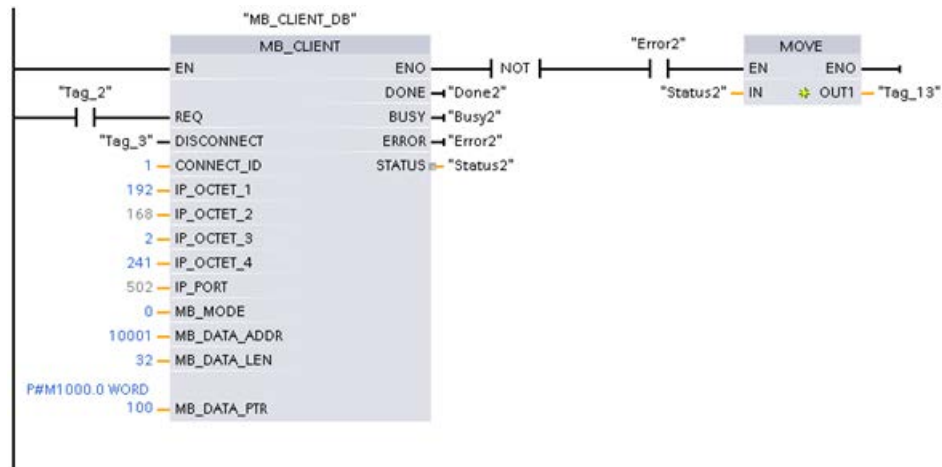 "MB_CLIENT_DB"
MB_CLIENT "Error2" MOVE
EN ENO NOT EN ENO
"Tag_2" DONE "Done2" "Status2" IN OUT1 "Tag_13"
REQ BUSY "Busy2"
"Tag_3" DISCONNECT ERROR "Error2"
1 CONNECT_ID STATUS "Status2"
192 IP_OCTET_1
168 IP_OCTET_2
2 IP_OCTET_3
241 IP_OCTET_4
502 IP_PORT
0 MB_MODE
10001 MB_DATA_ADDR
32 MB_DATA_LEN
P#M1000.0 WORD
100 MB_DATA_PTR